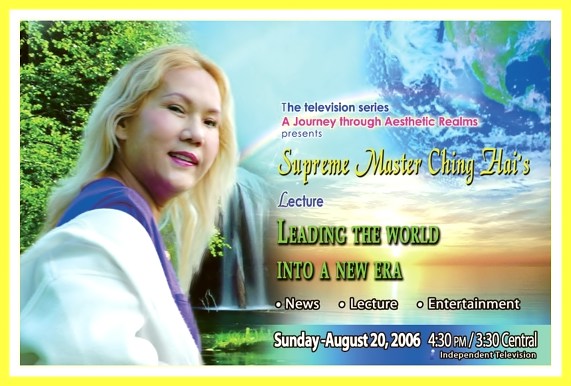 The television series
A Journey through Aesthetic Realms
presents
Supreme Master Ching Hai's
Lecture
LEADING THE WORLD
INTO A NEW ERA
• News • Lecture • Entertainment
Sunday-August 20, 2006 4:30 PM / 3:30 Central
Independent Television